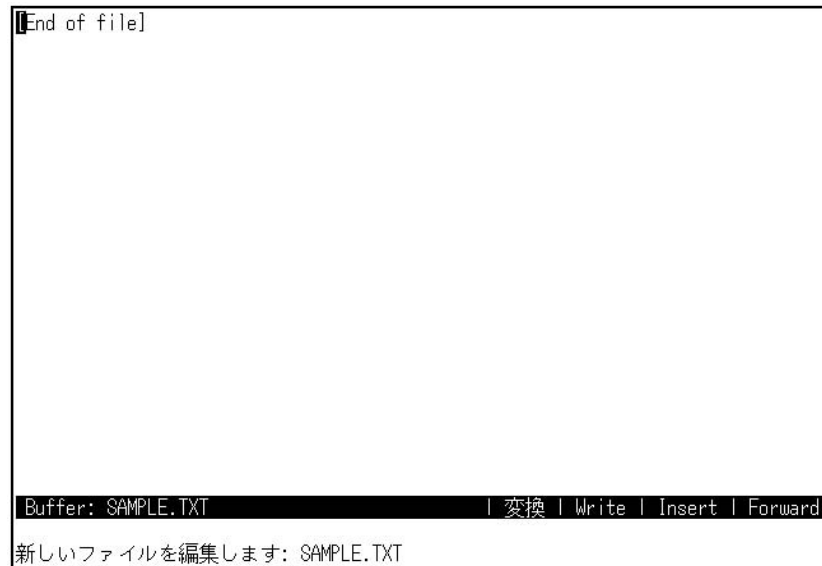 [End of file]
Buffer: SAMPLE.TXT | 変換 | Write | Insert | Forward
新しいファイルを編集します: SAMPLE.TXT